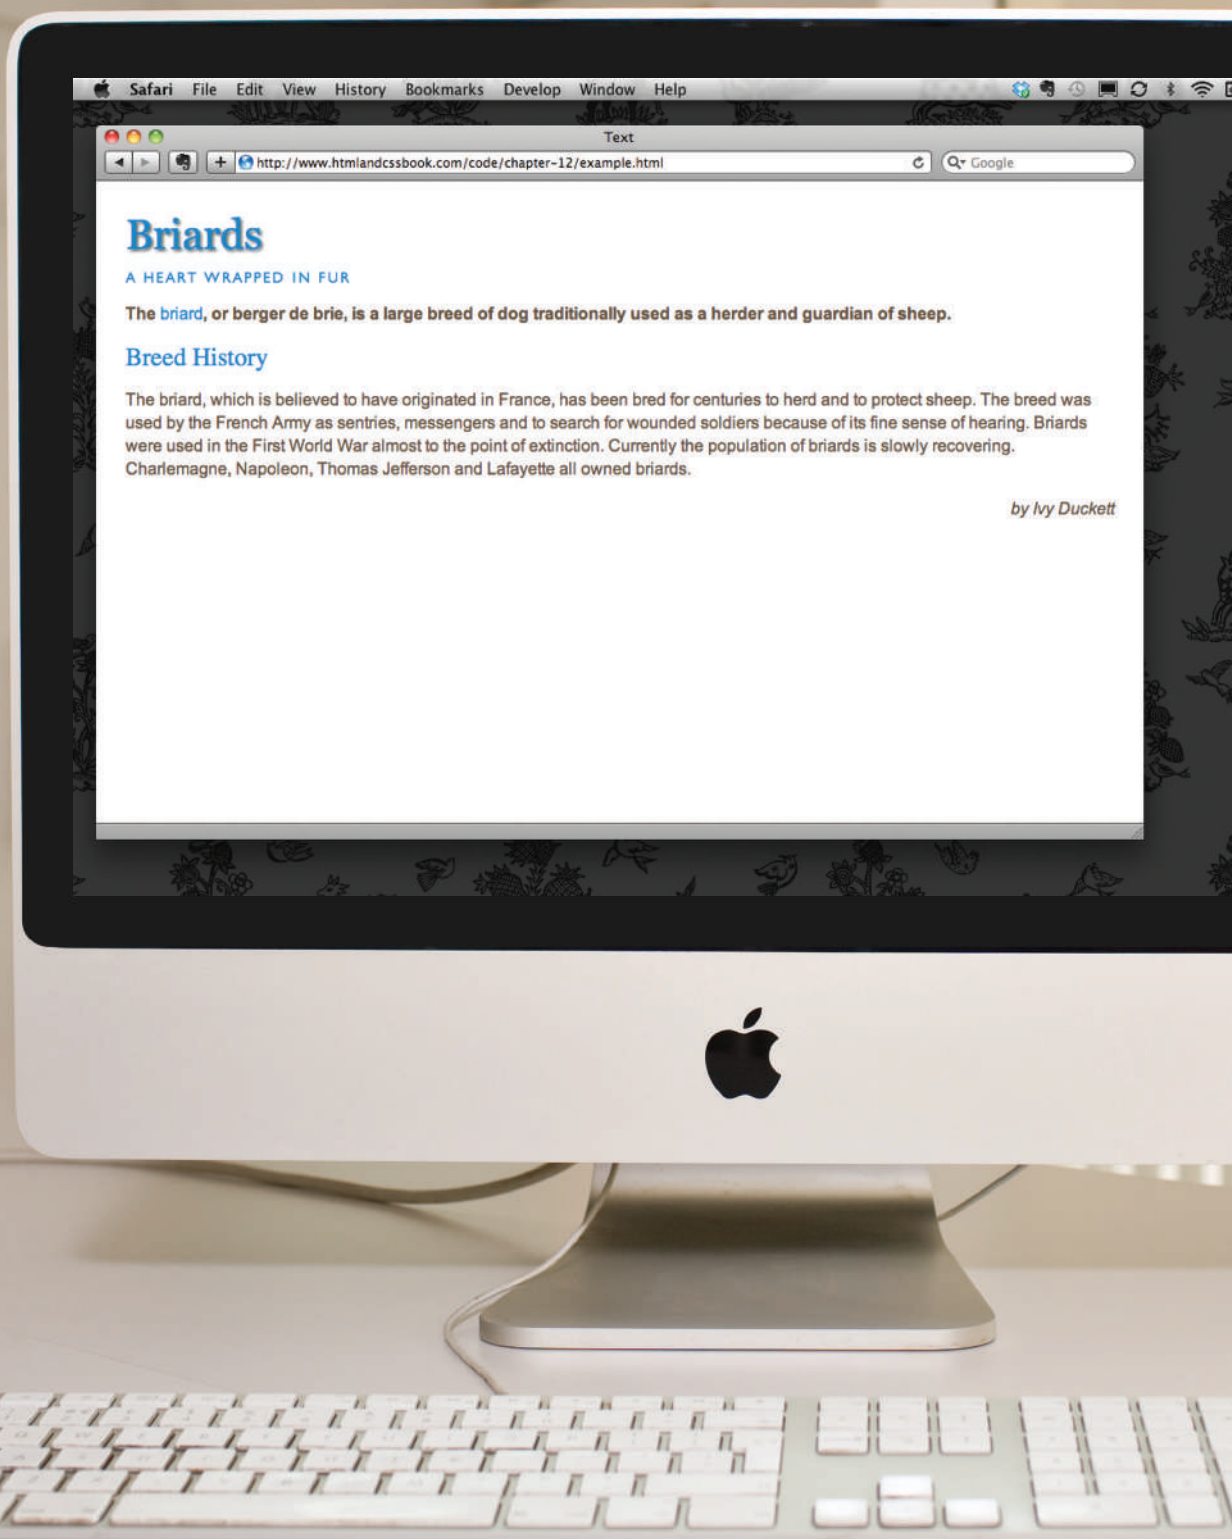 Safari File Edit View History Bookmarks Develop Window Help
Text
http://www.htmlandcssbook.com/code/chapter-12/example.html
Google
Briards
A HEART WRAPPED IN FUR
The briard, or berger de brie, is a large breed of dog traditionally used as a herder and guardian of sheep.
Breed History
The briard, which is believed to have originated in France, has been bred for centuries to herd and to protect sheep. The breed was
used by the French Army as sentries, messengers and to search for wounded soldiers because of its fine sense of hearing. Briards
were used in the First World War almost to the point of extinction. Currently the population of briards is slowly recovering.
Charlemagne, Napoleon, Thomas Jefferson and Lafayette all owned briards.
by Ivy Duckett